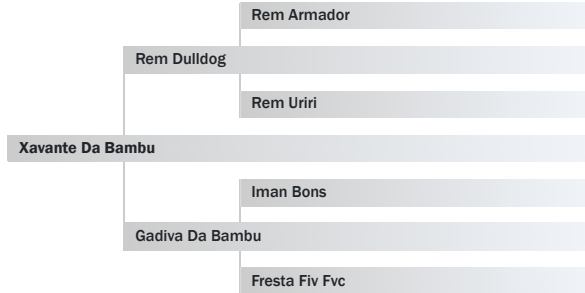 Rem Armador
Rem Dulldog
Rem Uriri
Xavante Da Bambu
Iman Bons
Gadiva Da Bambu
Fresta Fiv Fvc